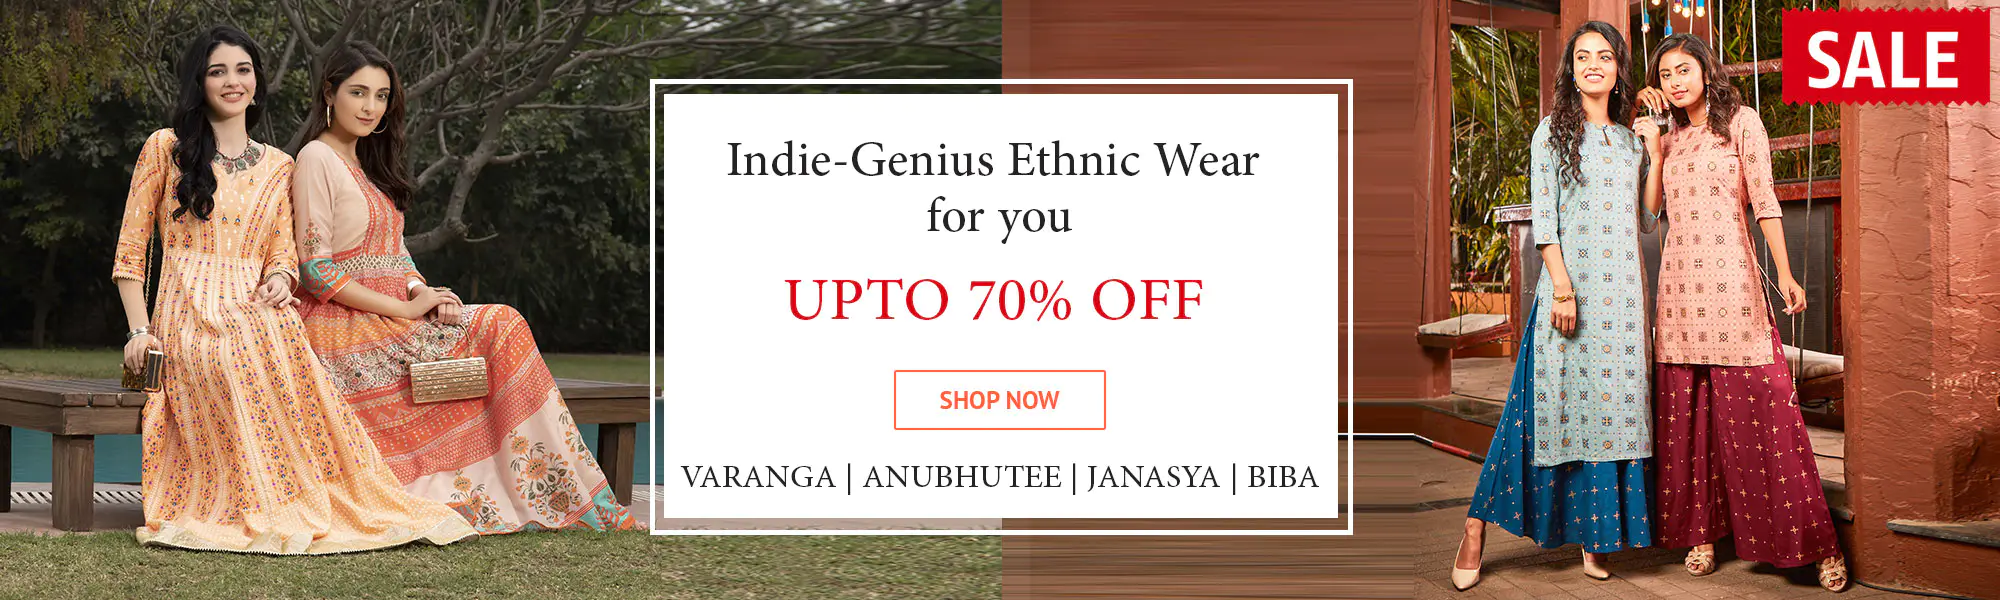 SALE
Indie-Genius Ethnic Wear
for you
UPTO 70% OFF
SHOP NOW
VARANGA | ANUBHUTEE | JANASYA | BIBA